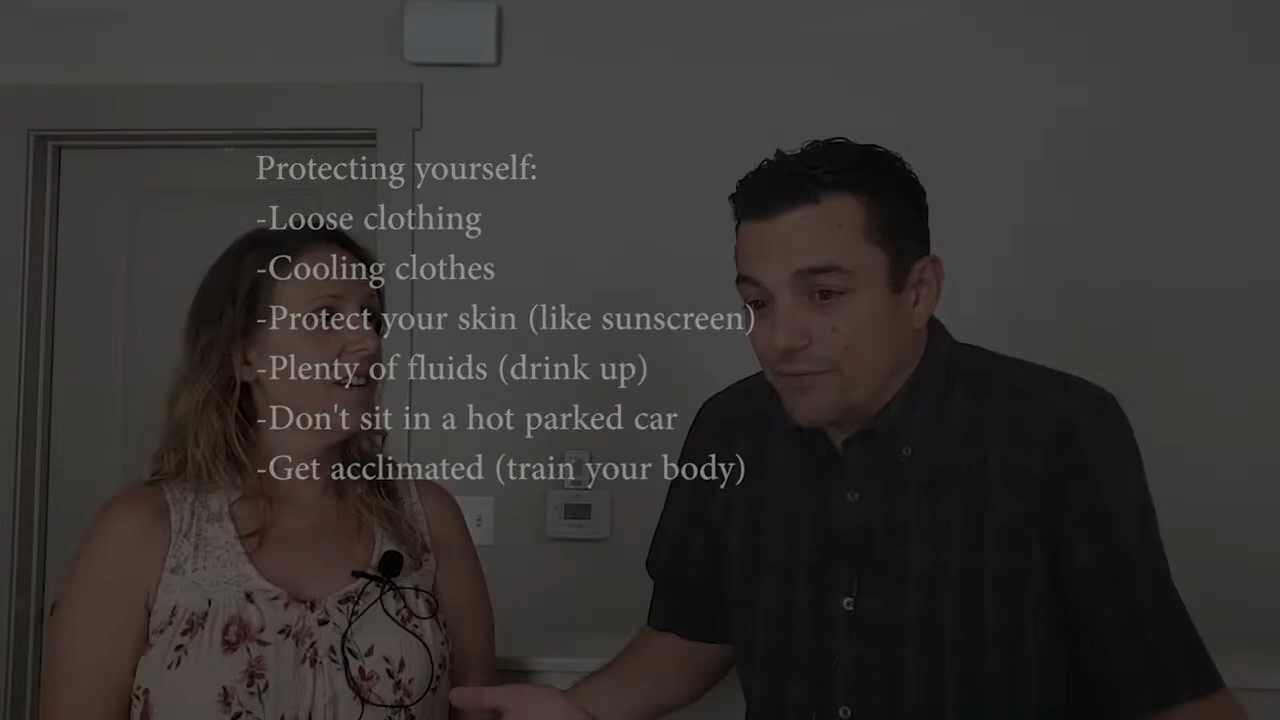 Protecting yourself:
-Loose clothing
-Cooling clothes
-Protect your skin (like sunscreen)
-Plenty of fluids (drink up)
-Don't sit in a hot parked car
-Get acclimated (train your body)